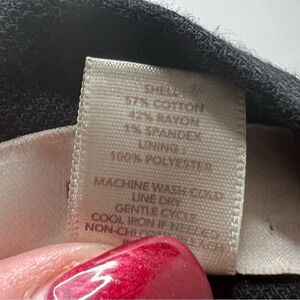 SHELL:
57% COTTON
42% RAYON
1% SPANDEX
LINING :
100% POLYESTER
MACHINE WASH COLD
LINE DRY
GENTLE CYCLE
COOL IRON IF NEEDED
NON-CHLORINE BLEACH